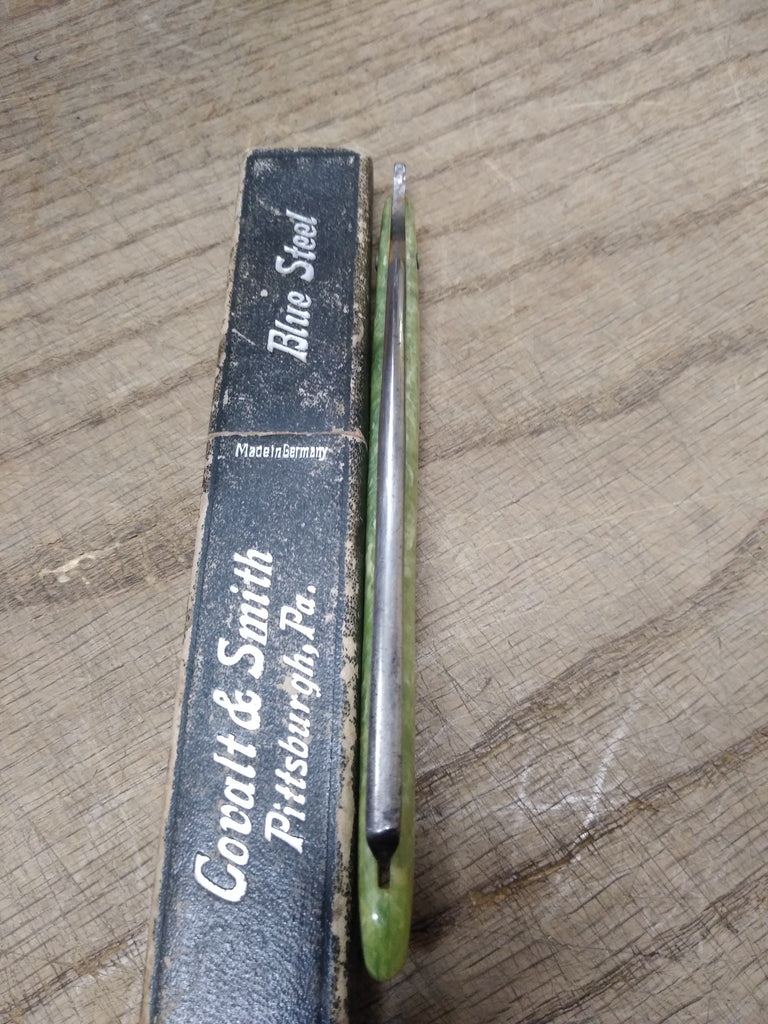 Blue Steel
Made in Germany
Covalt & Smith
Pittsburgh, Pa.